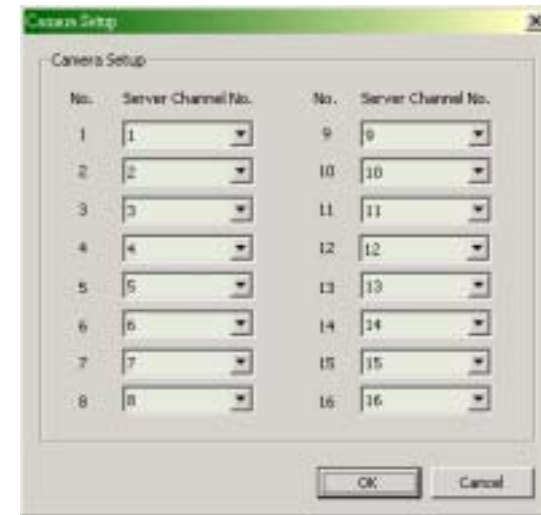 Camera Setup
Camera Setup
No. Server Channel No. No. Server Channel No.
1 1 9 9
2 2 10 10
3 3 11 11
4 4 12 12
5 5 13 13
6 6 14 14
7 7 15 15
8 8 16 16
OK Cancel